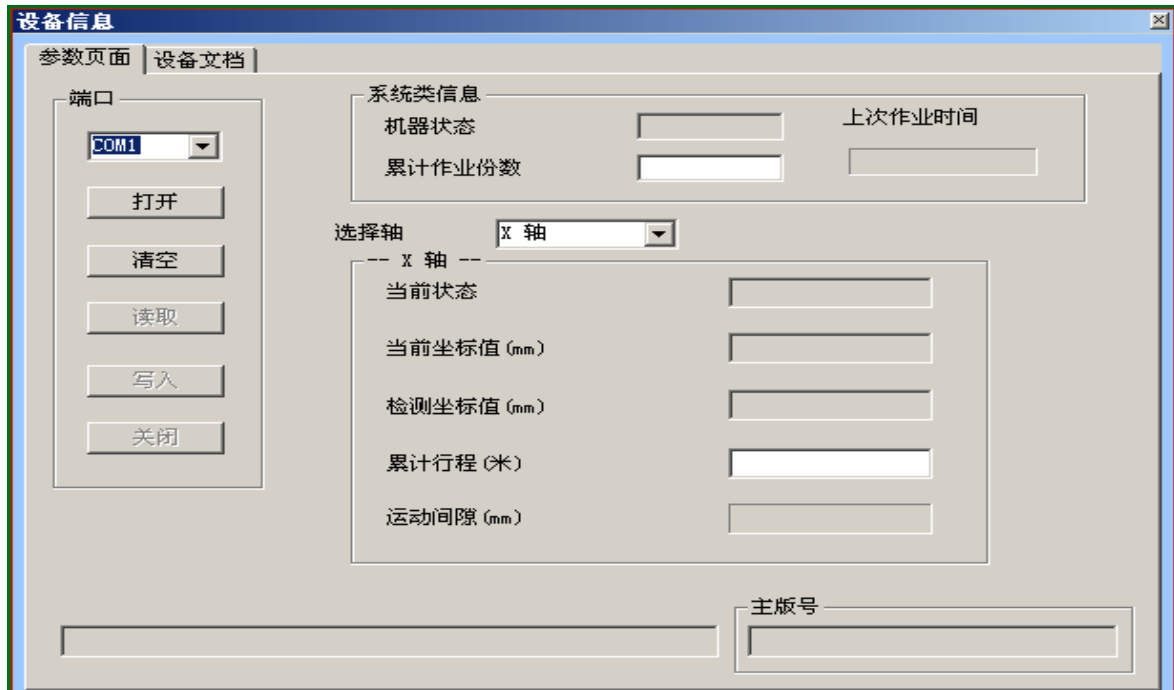 设备信息
参数页面
设备文档
端口
COM1
打开
清空
读取
写入
关闭
系统类信息
机器状态
上次作业时间
累计作业份数
选择轴
X 轴
-- X 轴 --
当前状态
当前坐标值(mm)
检测坐标值(mm)
累计行程(米)
运动间隙(mm)
主版号